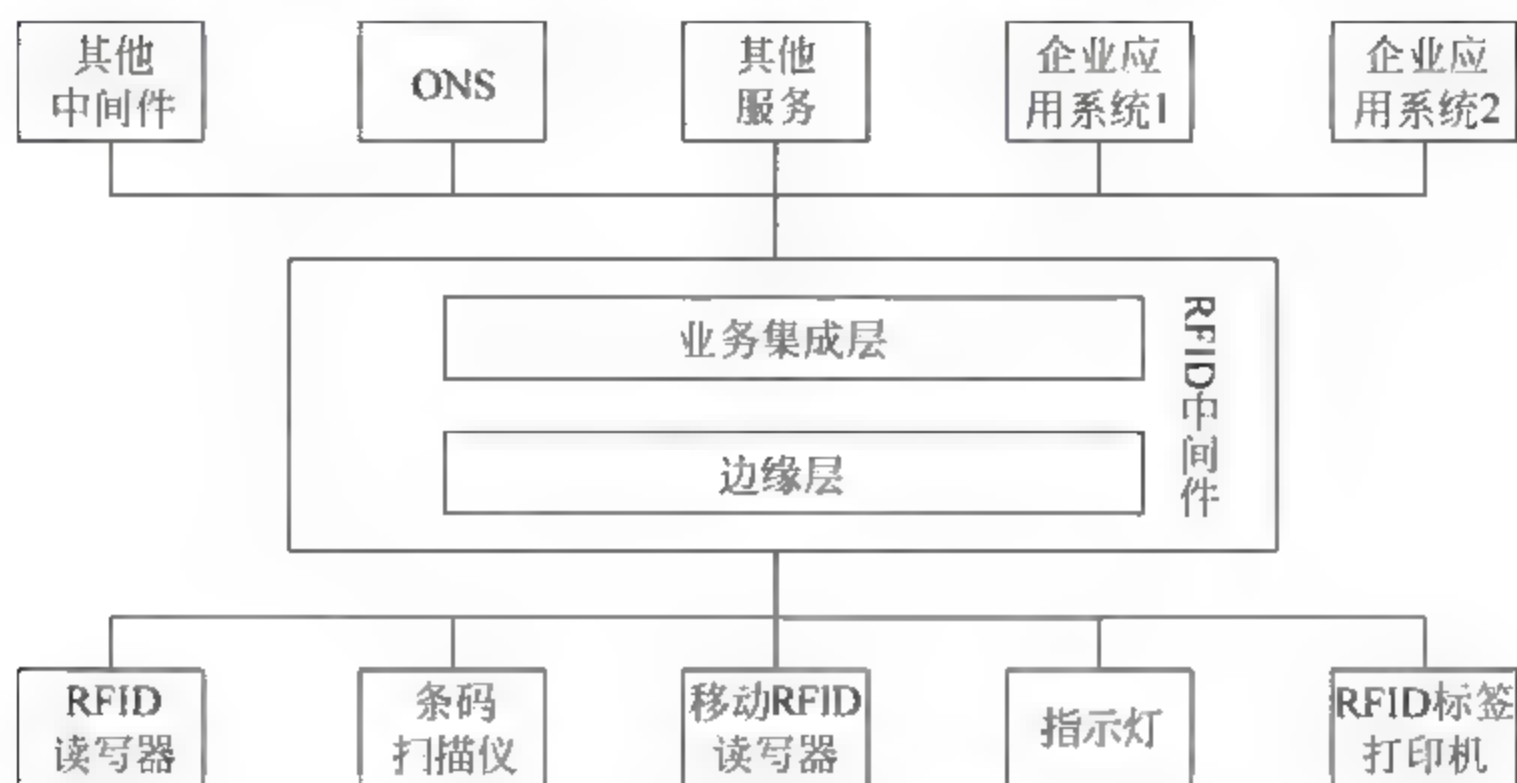 其他
中间件
ONS
其他
服务
企业应
用系统1
企业应
用系统2
业务集成层
边缘层
RFID中间件
RFID
读写器
条码
扫描仪
移动RFID
读写器
指示灯
RFID标签
打印机